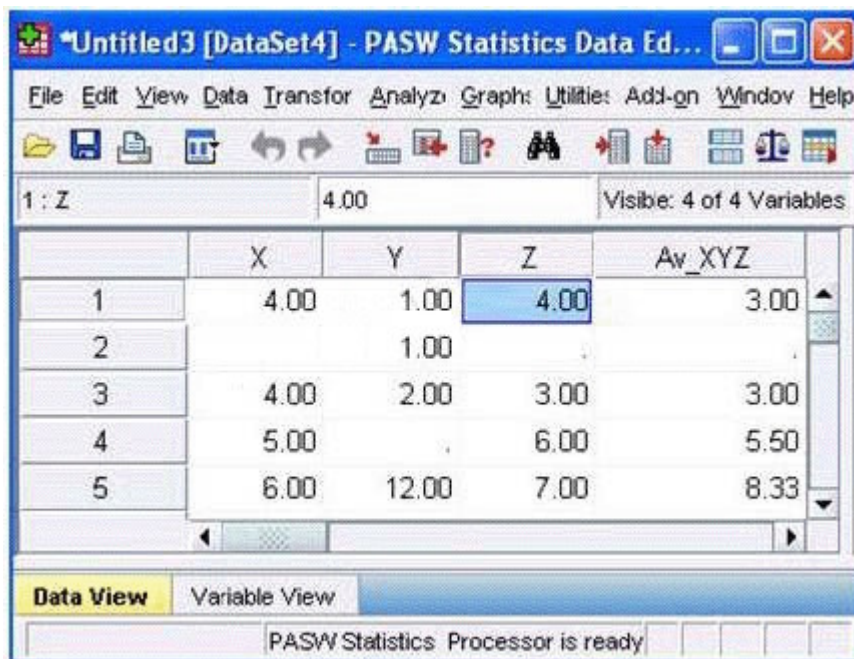 *Untitled3 [DataSet4] - PASW Statistics Data Ed...
File Edit View Data Transfor Analyz Graph Utilitie Add-on Window Help
1 : Z 4.00 Visible: 4 of 4 Variables
X Y Z Av_XYZ
1 4.00 1.00 4.00 3.00
2 1.00 . .
3 4.00 2.00 3.00 3.00
4 5.00 . 6.00 5.50
5 6.00 12.00 7.00 8.33
Data View Variable View
PASW Statistics Processor is ready